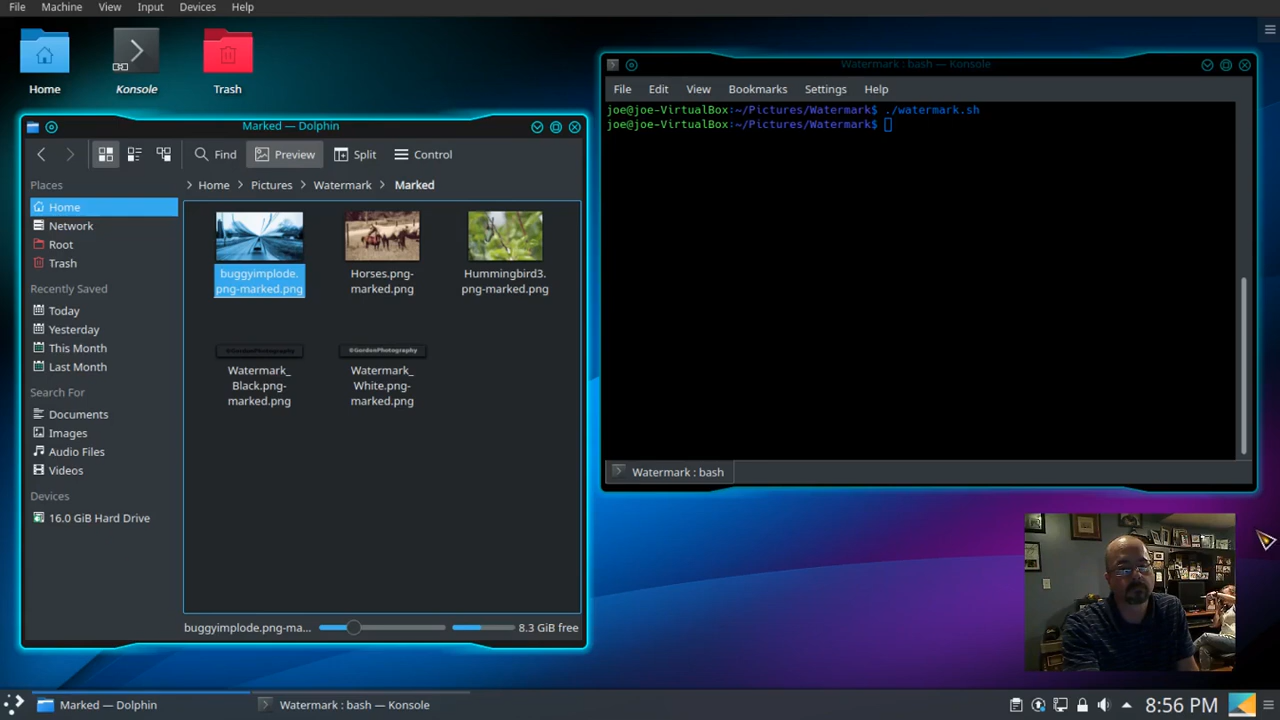 File Machine View Input Devices Help
Home
Konsole
Trash
Marked — Dolphin
Find Preview Split Control
Places
Home
Network
Root
Trash
Recently Saved
Today
Yesterday
This Month
Last Month
Search For
Documents
Images
Audio Files
Videos
Devices
16.0 GiB Hard Drive
Home Pictures Watermark Marked
buggyimplode.
png-marked.png
Horses.png-
marked.png
Hummingbird3.
png-marked.png
©GordonPhotography
©GordonPhotography
Watermark_
Black.png-
marked.png
Watermark_
White.png-
marked.png
buggyimplode.png-ma...
8.3 GiB free
Watermark : bash — Konsole
File Edit View Bookmarks Settings Help
joe@joe-VirtualBox:~/Pictures/Watermark$ ./watermark.sh
joe@joe-VirtualBox:~/Pictures/Watermark$
Watermark : bash
Marked — Dolphin
Watermark : bash — Konsole
8:56 PM